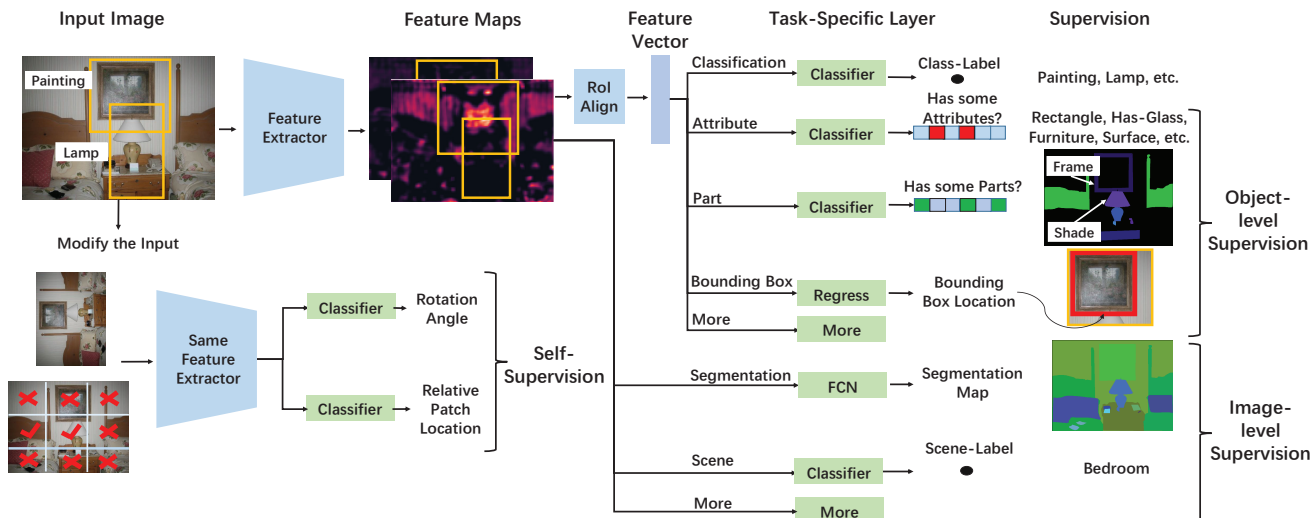 Input Image
Feature Maps
Feature
Vector
Task-Specific Layer
Supervision
Painting
Lamp
Feature
Extractor
RoI
Align
Classification
Classifier
Class-Label
Painting, Lamp, etc.
Attribute
Classifier
Has some
Attributes?
Rectangle, Has-Glass,
Furniture, Surface, etc.
Part
Classifier
Has some Parts?
Frame
Shade
Object-
level
Supervision
Bounding Box
Regress
Bounding
Box Location
More
More
Modify the Input
Same
Feature
Extractor
Classifier
Rotation
Angle
Classifier
Relative
Patch
Location
Self-
Supervision
Segmentation
FCN
Segmentation
Map
Scene
Classifier
Scene-Label
Bedroom
More
More
Image-
level
Supervision